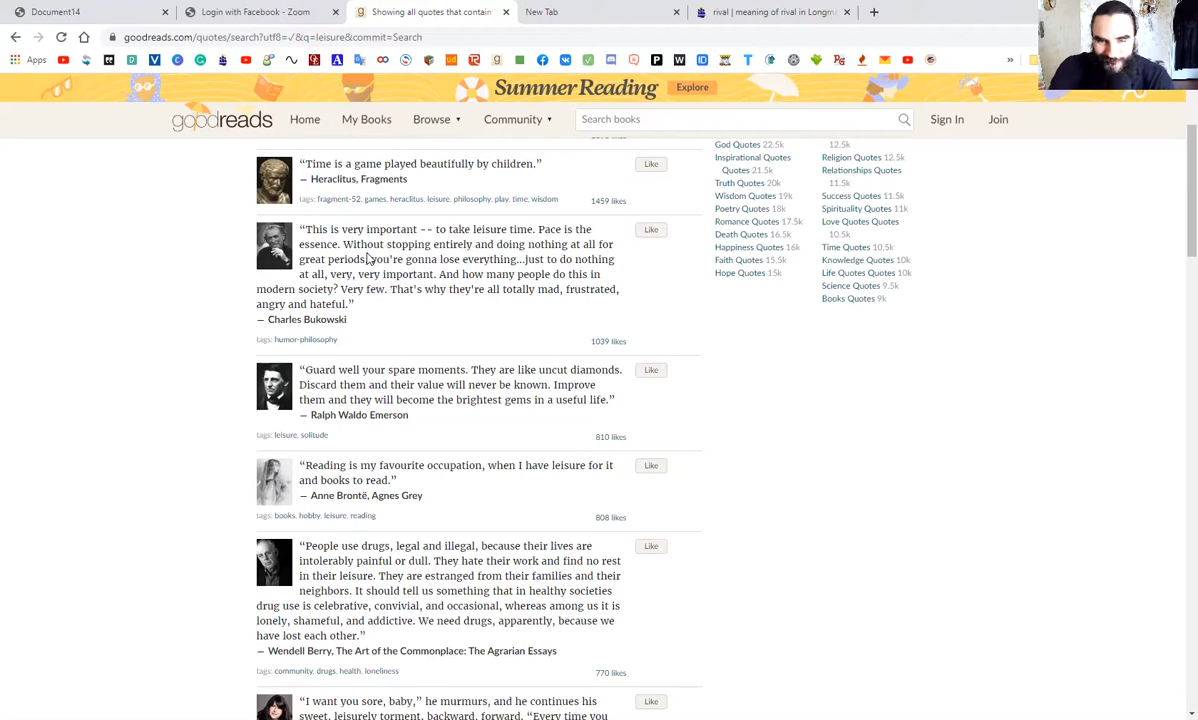 Document14
Login with Facebook - Zoom
Showing all quotes that contain
New Tab
rival | meaning of rival in Longm
goodreads.com/quotes/search?utf8=✓&q=leisure&commit=Search
Apps
Summer Reading Explore
goodreads Home My Books Browse Community Search books Sign In Join
“Time is a game played beautifully by children.” Like
― Heraclitus, Fragments
tags: fragment-52, games, heraclitus, leisure, philosophy, play, time, wisdom 1459 likes
“This is very important -- to take leisure time. Pace is the Like
essence. Without stopping entirely and doing nothing at all for
great periods, you're gonna lose everything...just to do nothing
at all, very, very important. And how many people do this in
modern society? Very few. That's why they're all totally mad, frustrated,
angry and hateful.”
― Charles Bukowski
tags: humor-philosophy 1039 likes
“Guard well your spare moments. They are like uncut diamonds. Like
Discard them and their value will never be known. Improve
them and they will become the brightest gems in a useful life.”
― Ralph Waldo Emerson
tags: leisure, solitude 810 likes
“Reading is my favourite occupation, when I have leisure for it Like
and books to read.”
― Anne Brontë, Agnes Grey
tags: books, hobby, leisure, reading 808 likes
“People use drugs, legal and illegal, because their lives are Like
intolerably painful or dull. They hate their work and find no rest
in their leisure. They are estranged from their families and their
neighbors. It should tell us something that in healthy societies
drug use is celebrative, convivial, and occasional, whereas among us it is
lonely, shameful, and addictive. We need drugs, apparently, because we
have lost each other.”
― Wendell Berry, The Art of the Commonplace: The Agrarian Essays
tags: community, drugs, health, loneliness 770 likes
“I want you sore, baby,” he murmurs, and he continues his Like
sweet, leisurely torment, backward, forward. “Every time you
God Quotes 22.5k
Inspirational
Quotes 21.5k
Truth Quotes 20k
Wisdom Quotes 19k
Poetry Quotes 18k
Romance Quotes 17.5k
Death Quotes 16.5k
Happiness Quotes 16k
Faith Quotes 15.5k
Hope Quotes 15k
12.5k
Religion Quotes 12.5k
Relationships Quotes
11.5k
Success Quotes 11.5k
Spirituality Quotes 11k
Love Quotes Quotes
10.5k
Time Quotes 10.5k
Knowledge Quotes 10k
Life Quotes Quotes 10k
Science Quotes 9.5k
Books Quotes 9k